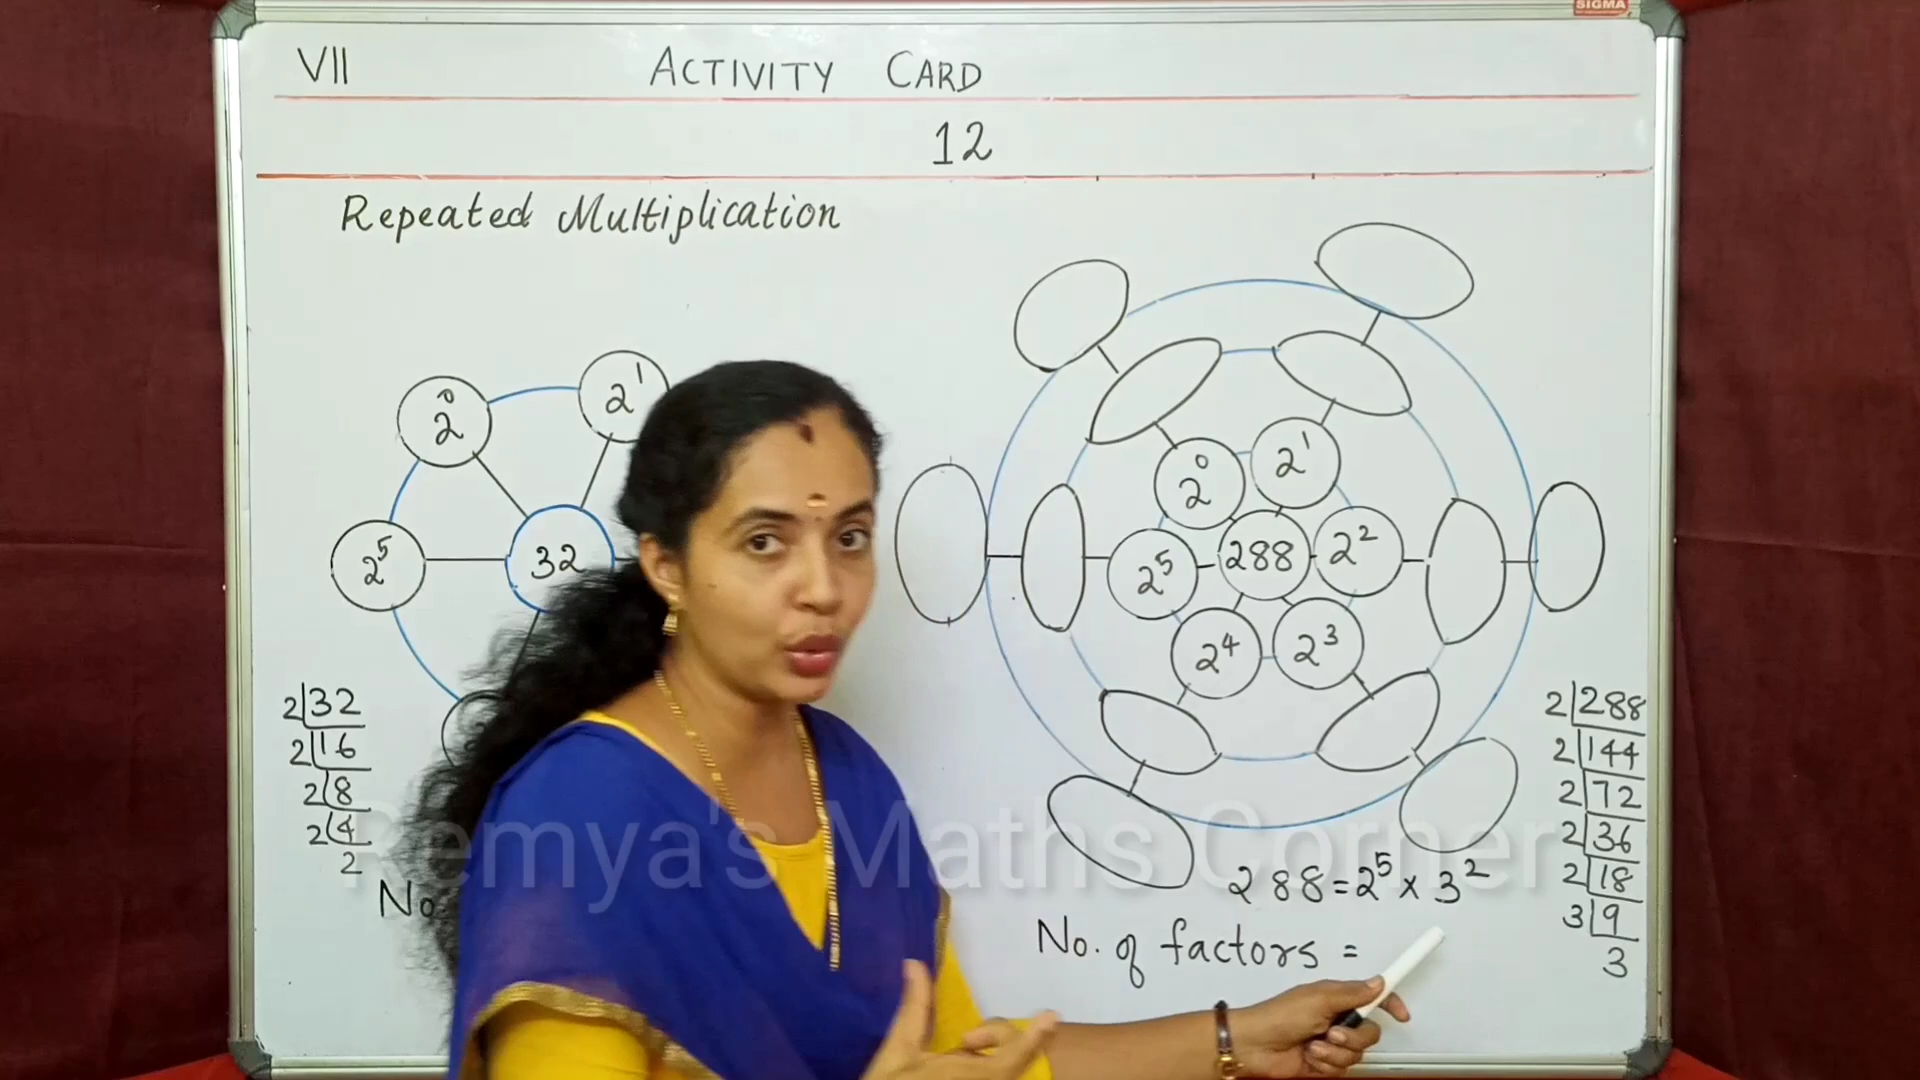 SIGMA
VII ACTIVITY CARD
12
Repeated Multiplication
2⁰ 2¹
2⁵ 32
2|32
2|16
2|8
2|4
2
No.
2⁰ 2¹
2⁵ 288 2²
2⁴ 2³
2|288
2|144
2|72
2|36
2|18
3|9
3
288=2⁵×3²
No. of factors =
Remya's Maths Corner